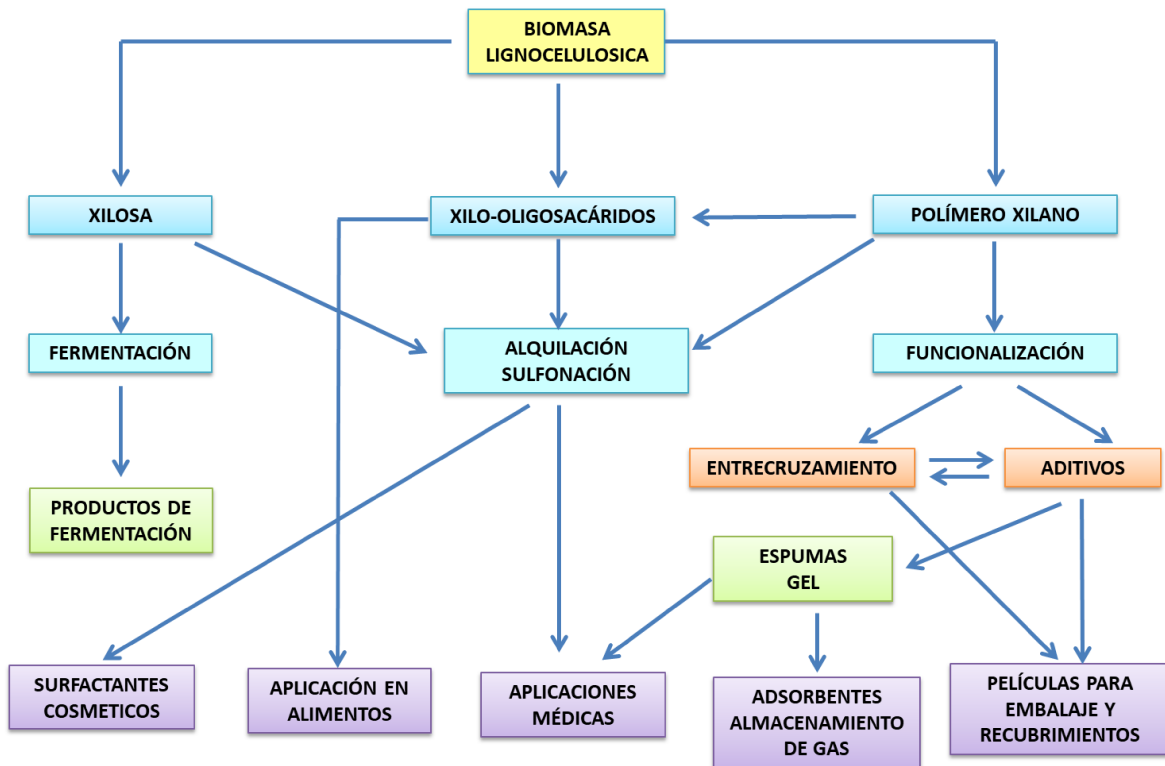 BIOMASA
LIGNOCELULOSICA
XILOSA
XILO-OLIGOSACÁRIDOS
POLÍMERO XILANO
FERMENTACIÓN
ALQUILACIÓN
SULFONACIÓN
FUNCIONALIZACIÓN
ENTRECRUZAMIENTO
ADITIVOS
PRODUCTOS DE
FERMENTACIÓN
ESPUMAS
GEL
SURFACTANTES
COSMETICOS
APLICACIÓN EN
ALIMENTOS
APLICACIONES
MÉDICAS
ADSORBENTES
ALMACENAMIENTO
DE GAS
PELÍCULAS PARA
EMBALAJE Y
RECUBRIMIENTOS